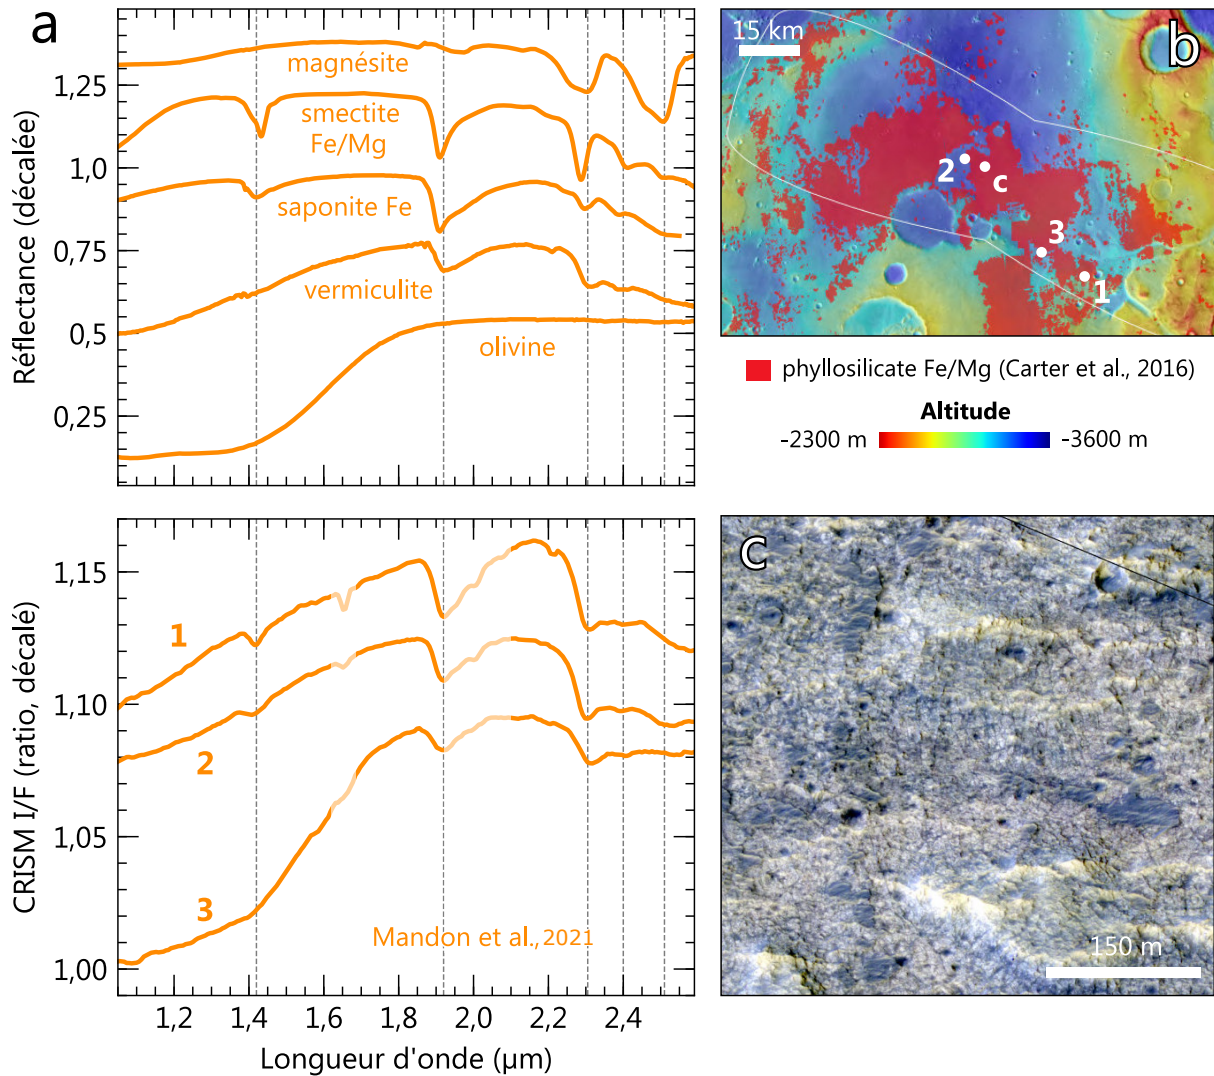 a
magnésite
smectite
Fe/Mg
saponite Fe
vermiculite
olivine
1,25
1,0
0,75
0,5
0,25
Réflectance (décalée)
1
2
3
Mandon et al., 2021
1,15
1,10
1,05
1,00
CRISM I/F (ratio, décalé)
1,2 1,4 1,6 1,8 2,0 2,2 2,4
Longueur d'onde (μm)
15 km
b
2
c
3
1
phyllosilicate Fe/Mg (Carter et al., 2016)
Altitude
-2300 m -3600 m
c
150 m